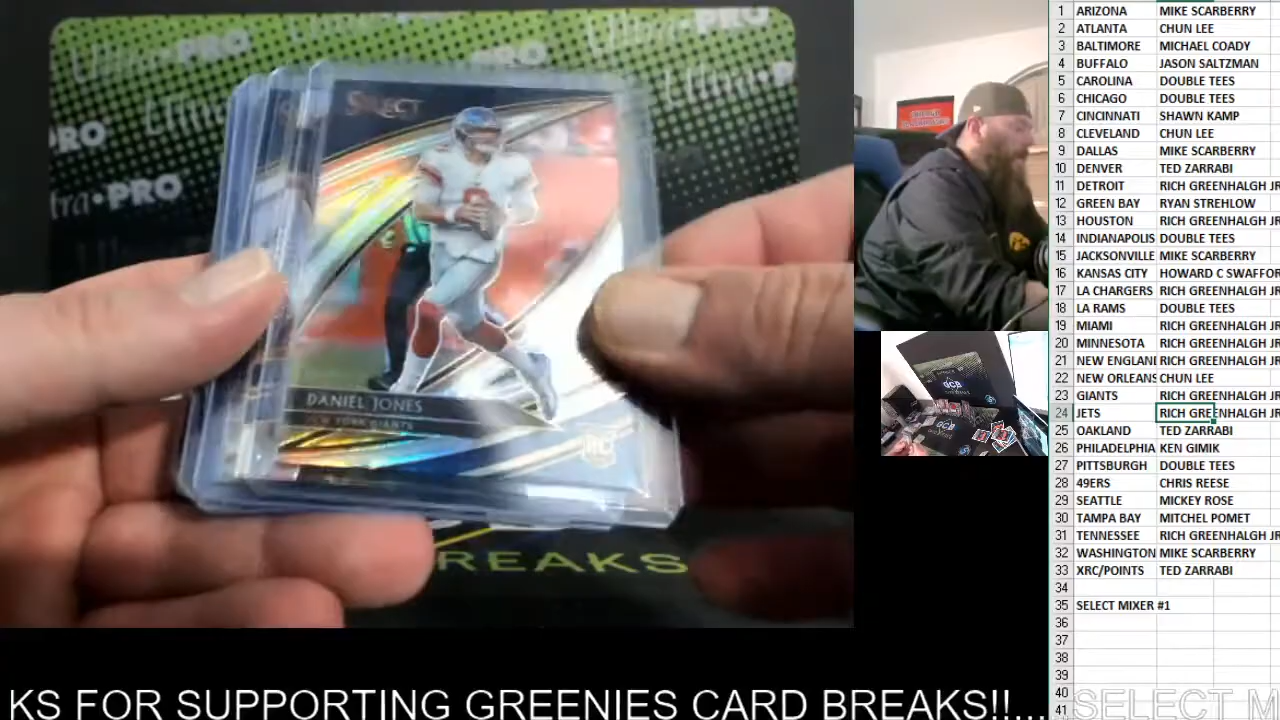 Ultra•PRO
SELECT
DANIEL JONES
NEW YORK GIANTS
RC
REAKS
1 ARIZONA MIKE SCARBERRY
2 ATLANTA CHUN LEE
3 BALTIMORE MICHAEL COADY
4 BUFFALO JASON SALTZMAN
5 CAROLINA DOUBLE TEES
6 CHICAGO DOUBLE TEES
7 CINCINNATI SHAWN KAMP
8 CLEVELAND CHUN LEE
9 DALLAS MIKE SCARBERRY
10 DENVER TED ZARRABI
11 DETROIT RICH GREENHALGH JR
12 GREEN BAY RYAN STREHLOW
13 HOUSTON RICH GREENHALGH JR
14 INDIANAPOLIS DOUBLE TEES
15 JACKSONVILLE MIKE SCARBERRY
16 KANSAS CITY HOWARD C SWAFFOR
17 LA CHARGERS RICH GREENHALGH JR
18 LA RAMS DOUBLE TEES
19 MIAMI RICH GREENHALGH JR
20 MINNESOTA RICH GREENHALGH JR
21 NEW ENGLAN RICH GREENHALGH JR
22 NEW ORLEANS CHUN LEE
23 GIANTS RICH GREENHALGH JR
24 JETS RICH GREENHALGH JR
25 OAKLAND TED ZARRABI
26 PHILADELPHIA KEN GIMIK
27 PITTSBURGH DOUBLE TEES
28 49ERS CHRIS REESE
29 SEATTLE MICKEY ROSE
30 TAMPA BAY MITCHEL POMET
31 TENNESSEE RICH GREENHALGH JR
32 WASHINGTON MIKE SCARBERRY
33 XRC/POINTS TED ZARRABI
34
35 SELECT MIXER #1
36
37
38
39
40
41
KS FOR SUPPORTING GREENIES CARD BREAKS!!.... SELECT M